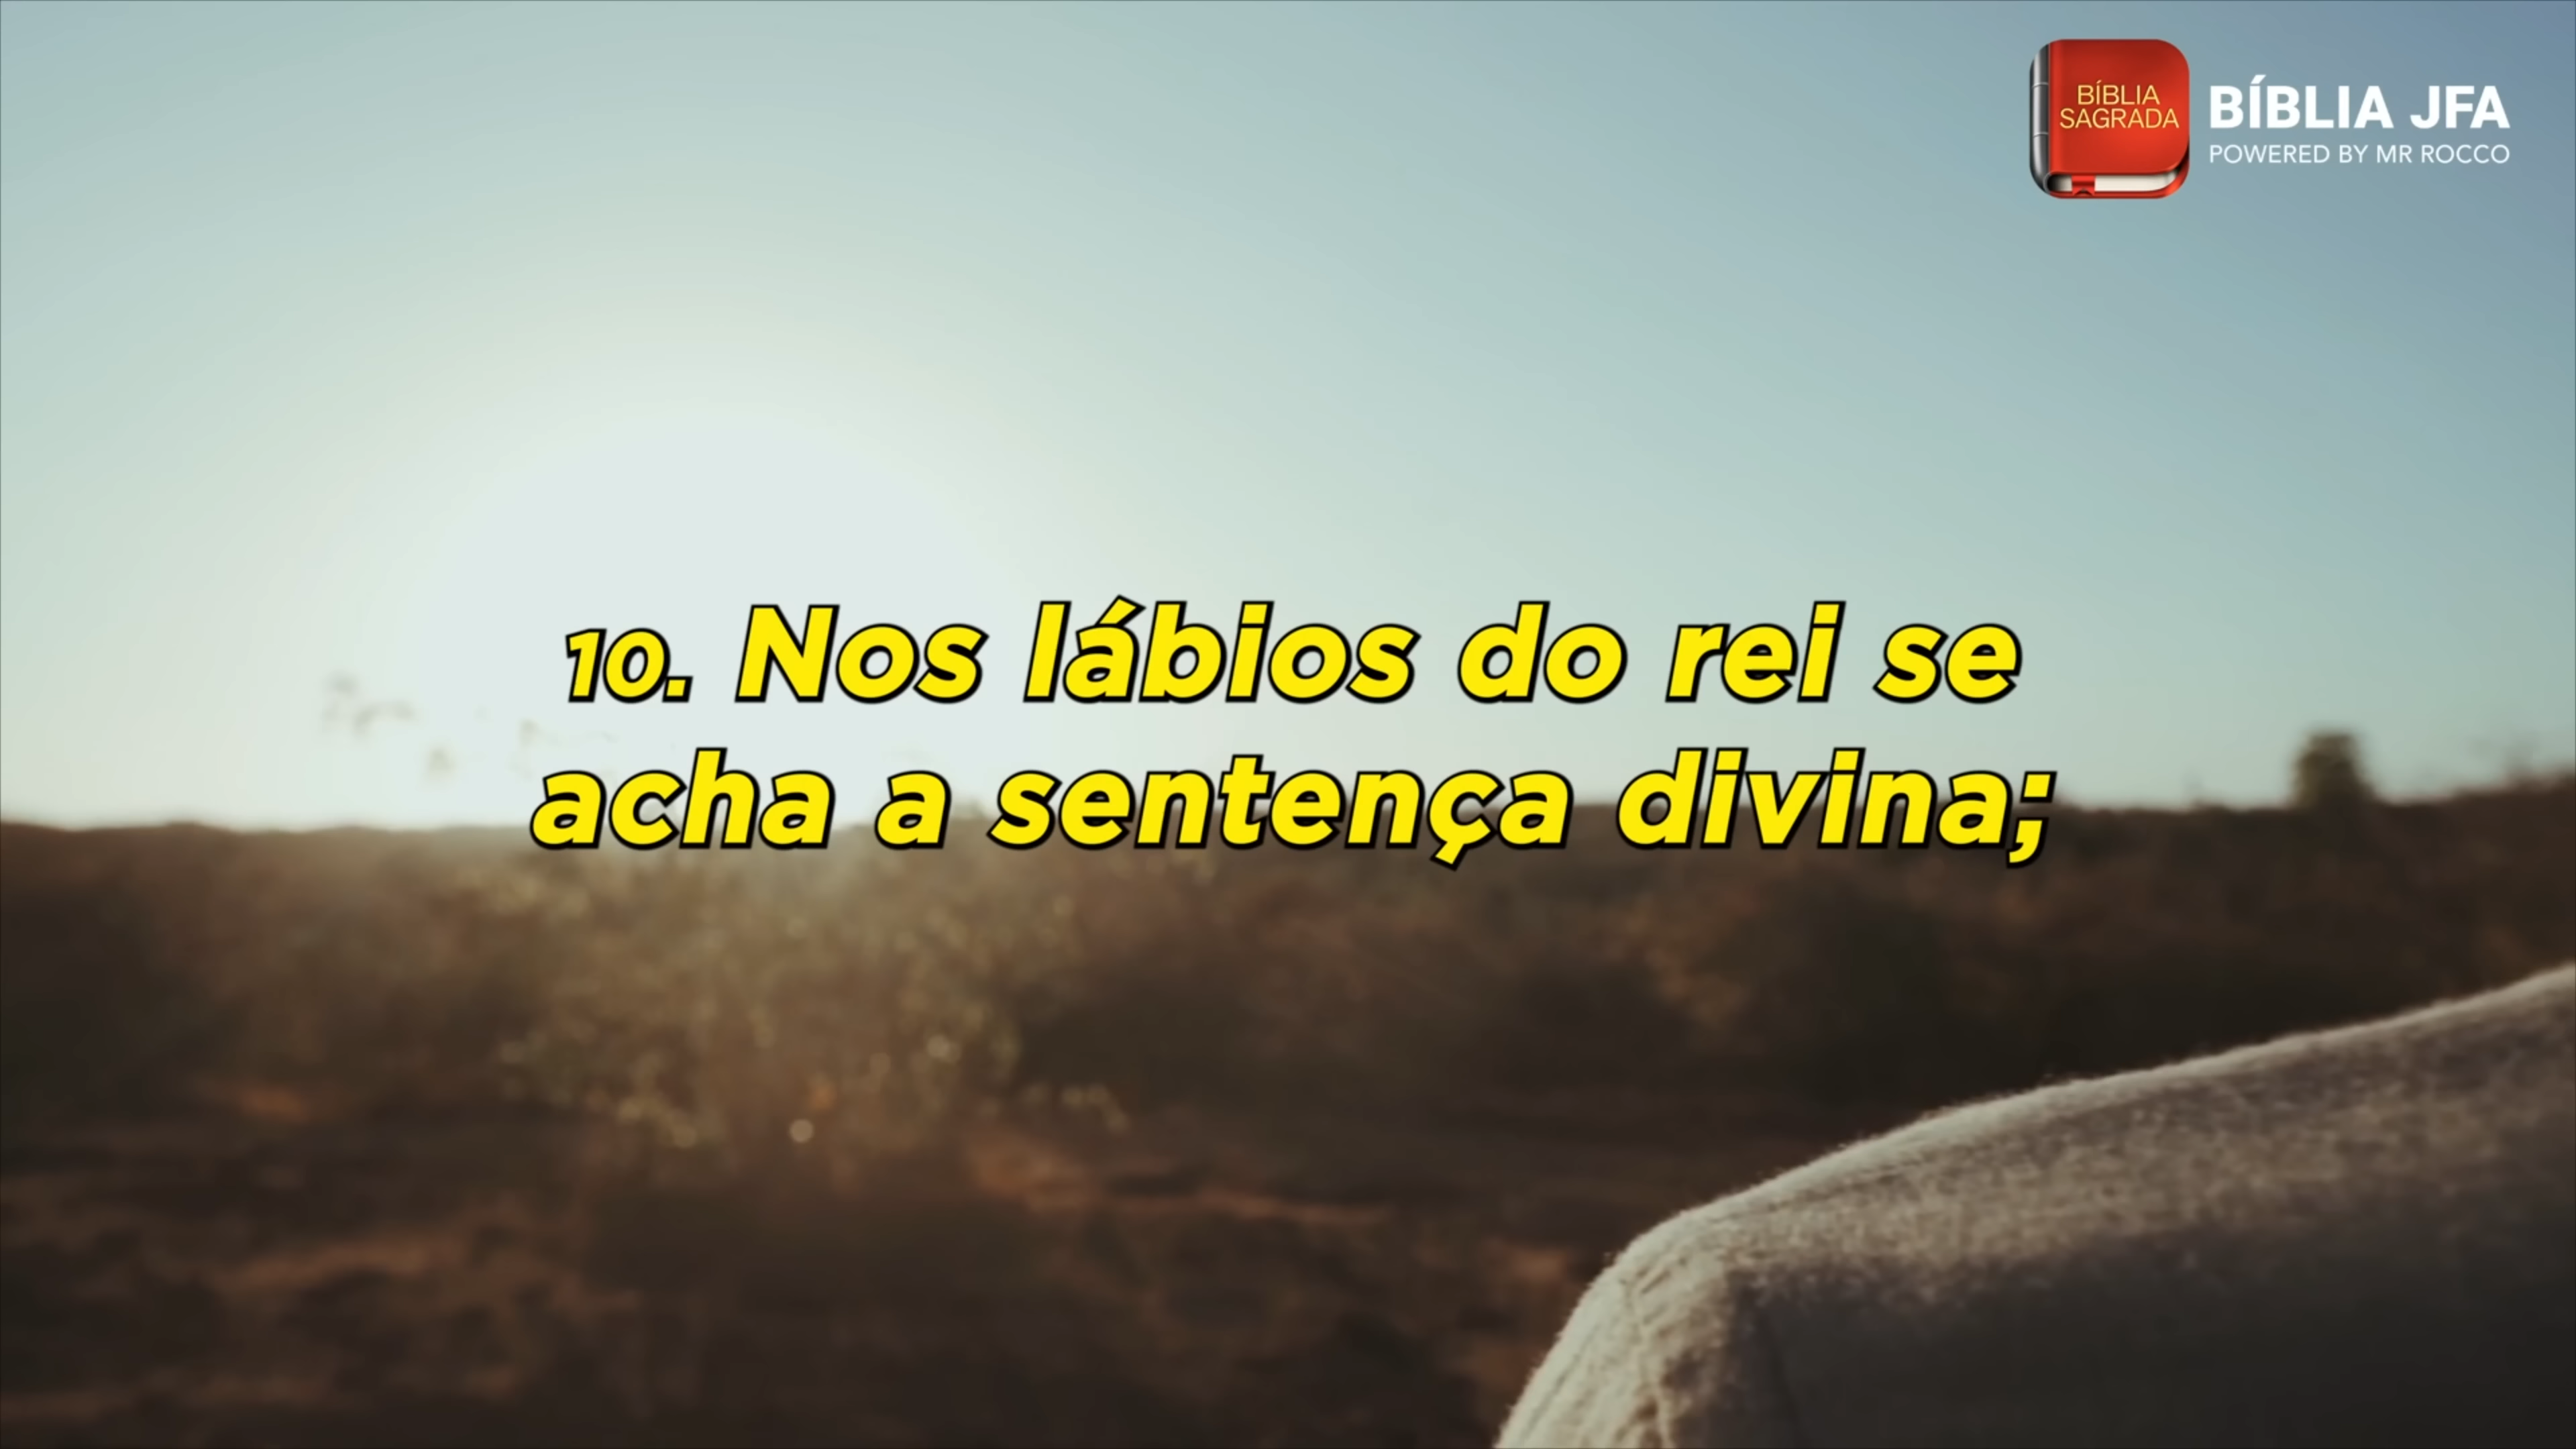 BÍBLIA
SAGRADA
BÍBLIA JFA
POWERED BY MR ROCCO
10. Nos lábios do rei se
acha a sentença divina;